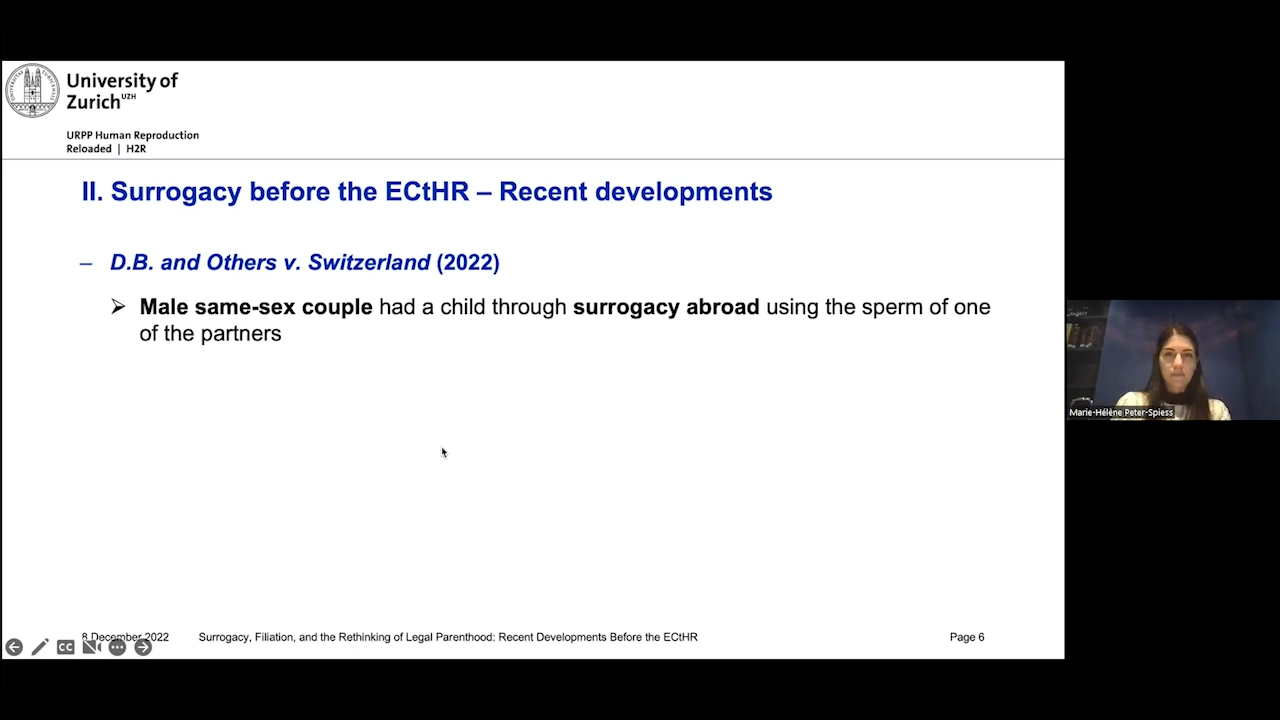 University of
Zurich UZH
URPP Human Reproduction
Reloaded | H2R
II. Surrogacy before the ECtHR – Recent developments
– D.B. and Others v. Switzerland (2022)
➢ Male same-sex couple had a child through surrogacy abroad using the sperm of one
of the partners
Marie-Hélène Peter-Spiess
8 December 2022 Surrogacy, Filiation, and the Rethinking of Legal Parenthood: Recent Developments Before the ECtHR Page 6
CC